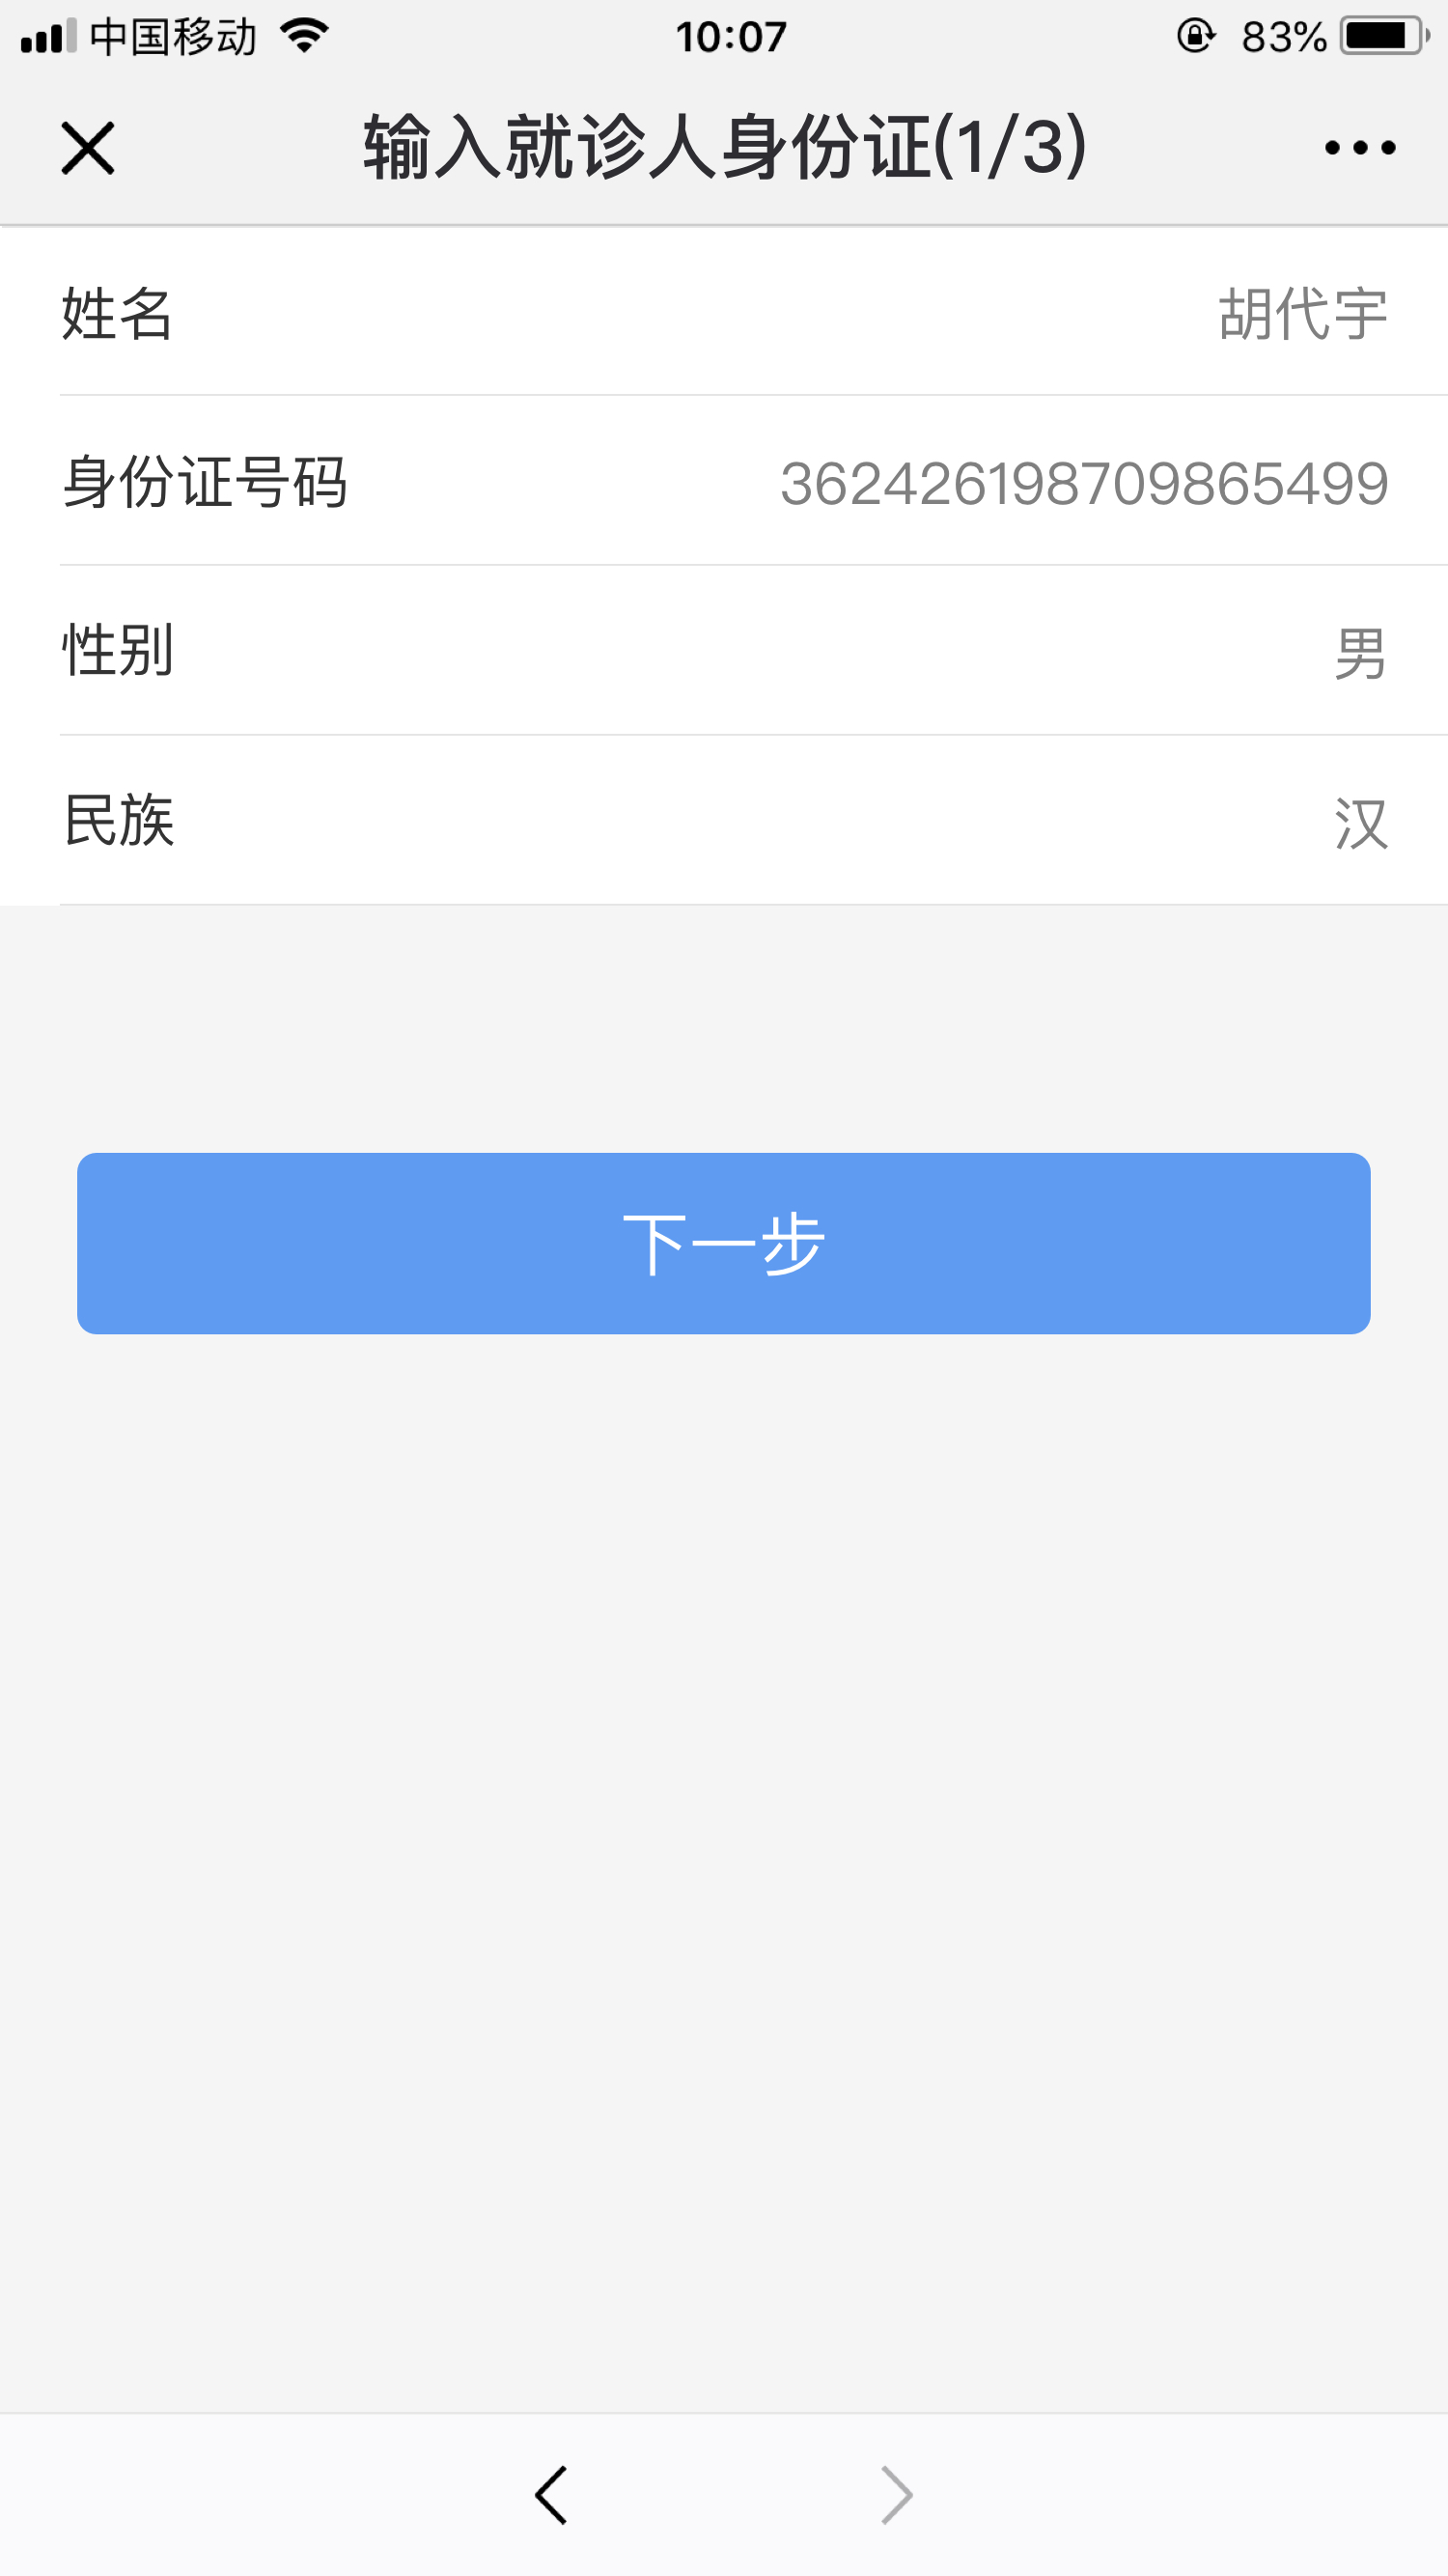 中国移动 10:07 83%
输入就诊人身份证(1/3)
姓名 胡代宇
身份证号码 362426198709865499
性别 男
民族 汉
下一步